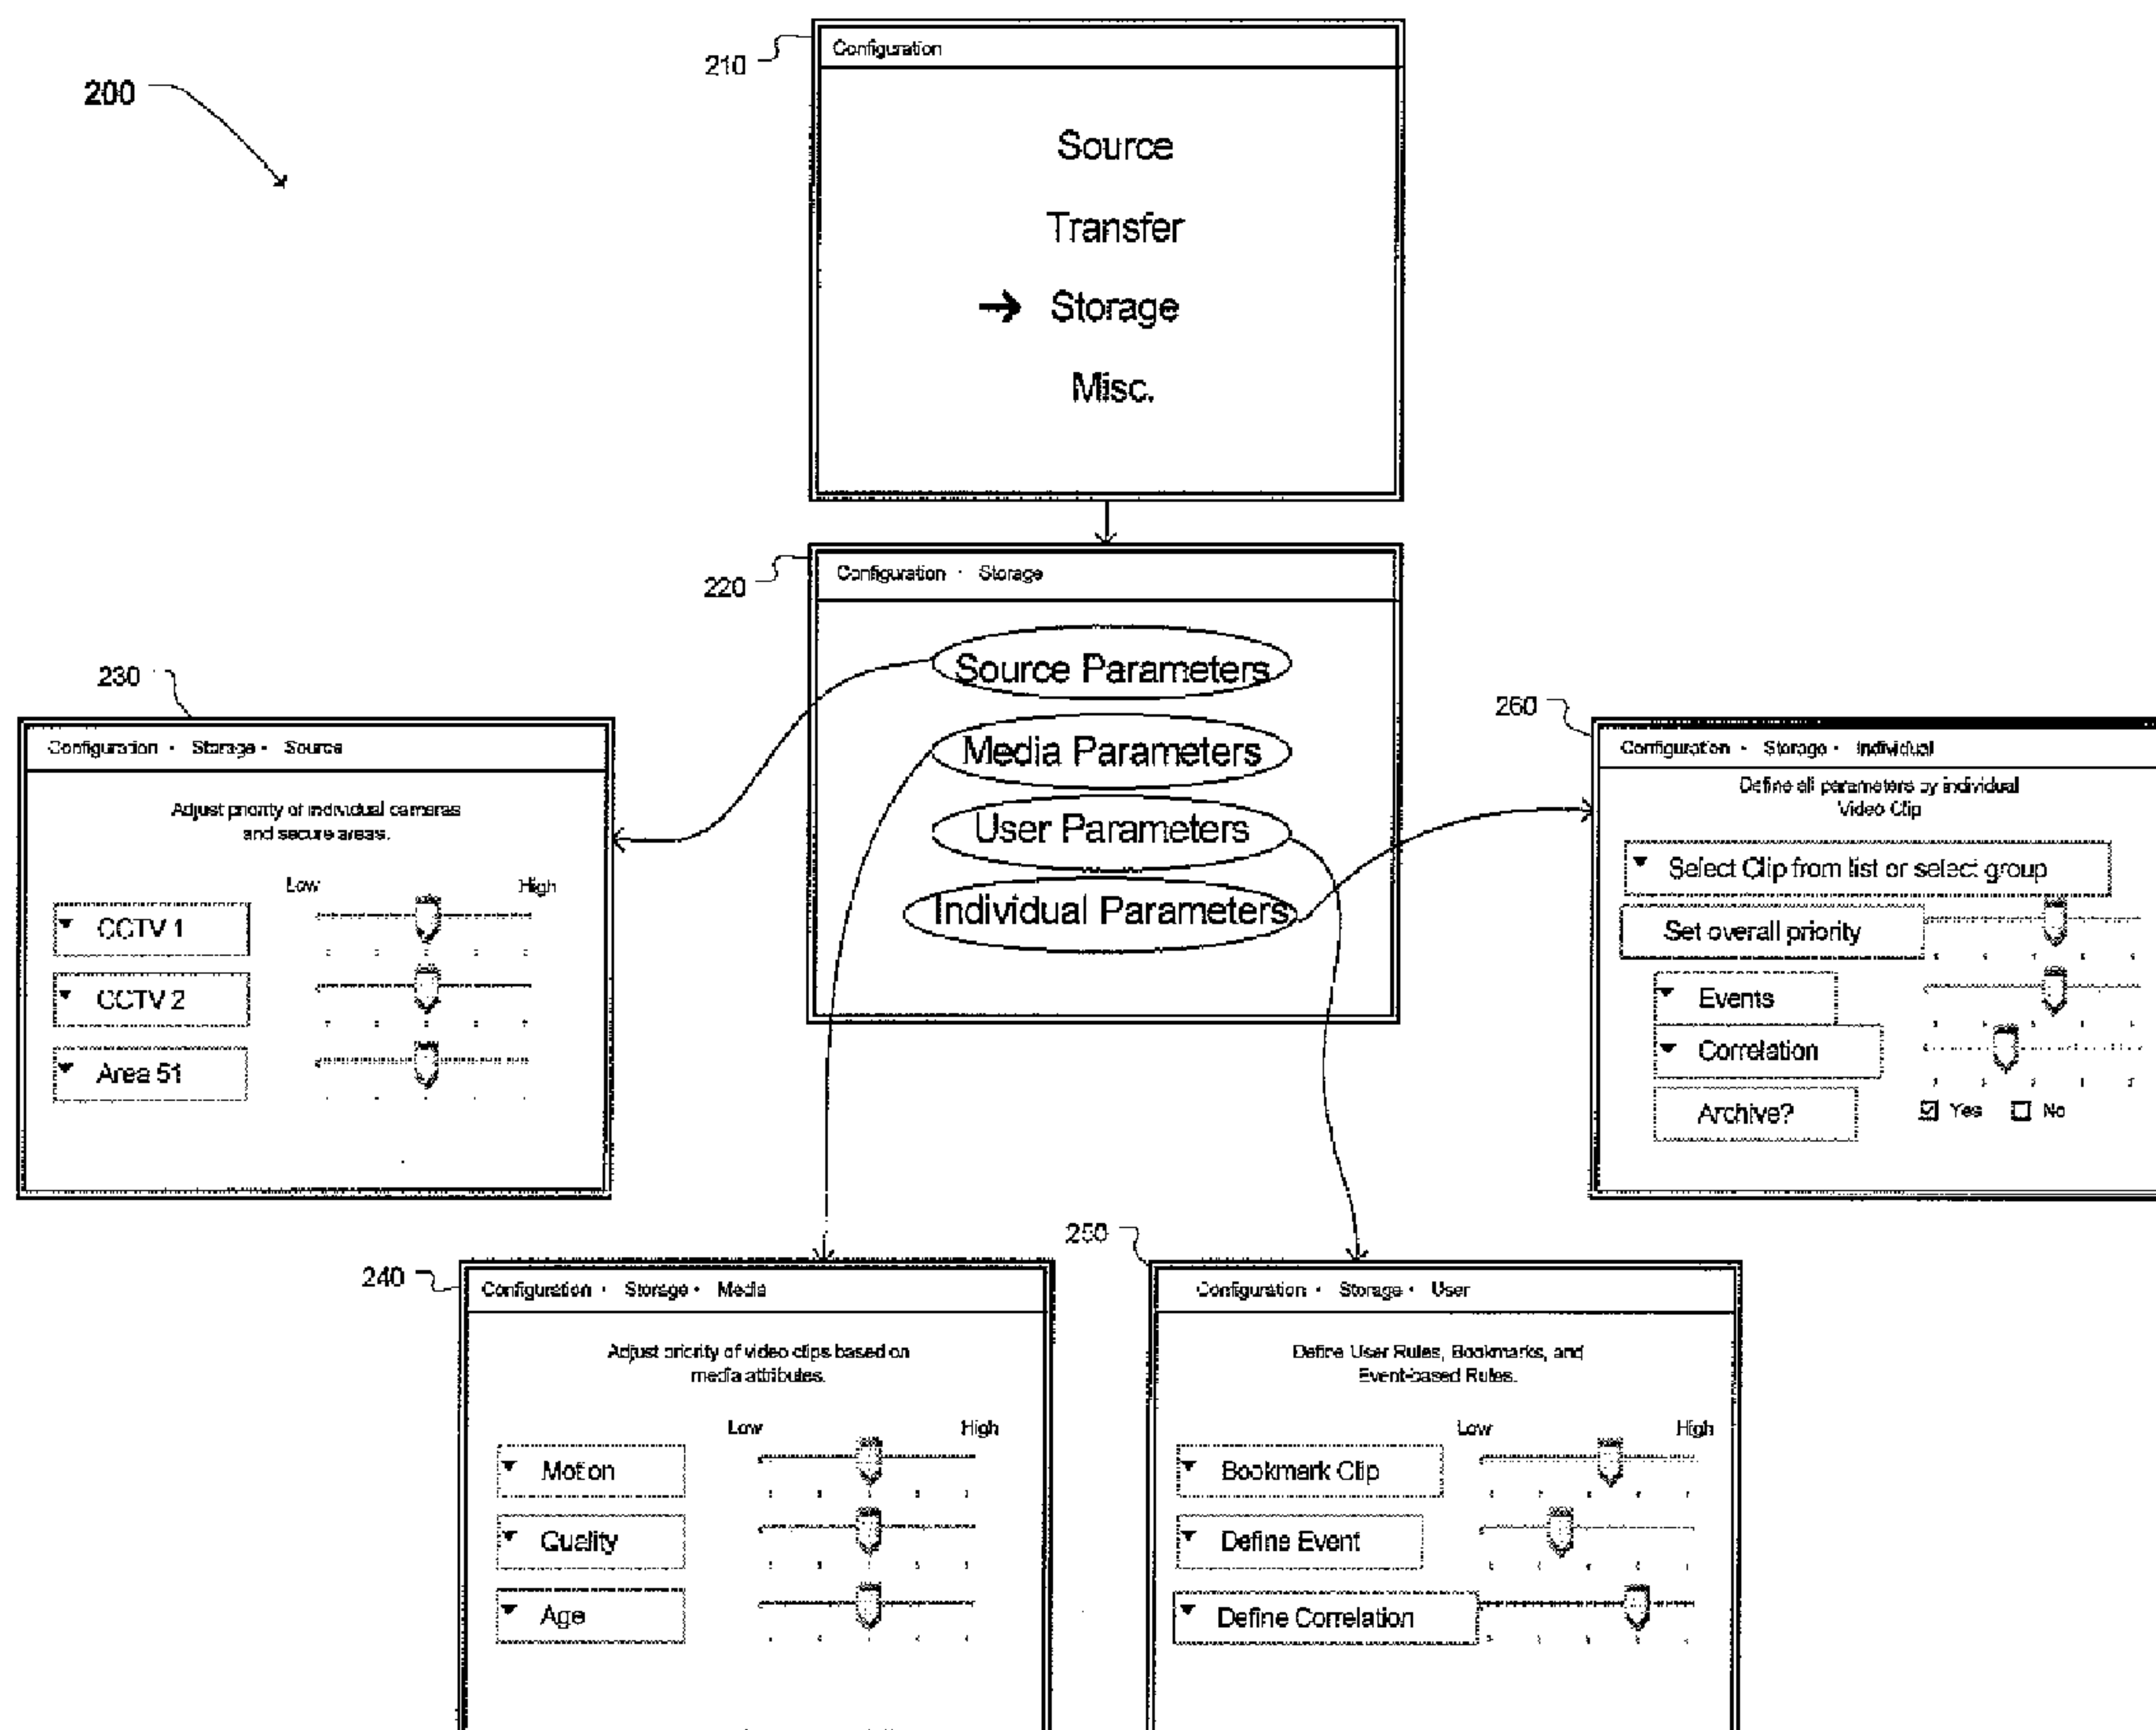 200
210
Configuration
Source
Transfer
→ Storage
Misc.
220
Configuration · Storage
Source Parameters
Media Parameters
User Parameters
Individual Parameters
230
Configuration · Storage · Source
Adjust priority of individual cameras
and secure areas.
Low High
CCTV 1
CCTV 2
Area 51
260
Configuration · Storage · Individual
Define all parameters by individual
Video Clip
Select Clip from list or select group
Set overall priority
Events
Correlation
Archive? Yes No
240
Configuration · Storage · Media
Adjust priority of video clips based on
media attributes.
Low High
Motion
Quality
Age
250
Configuration · Storage · User
Define User Rules, Bookmarks, and
Event-based Rules.
Low High
Bookmark Clip
Define Event
Define Correlation